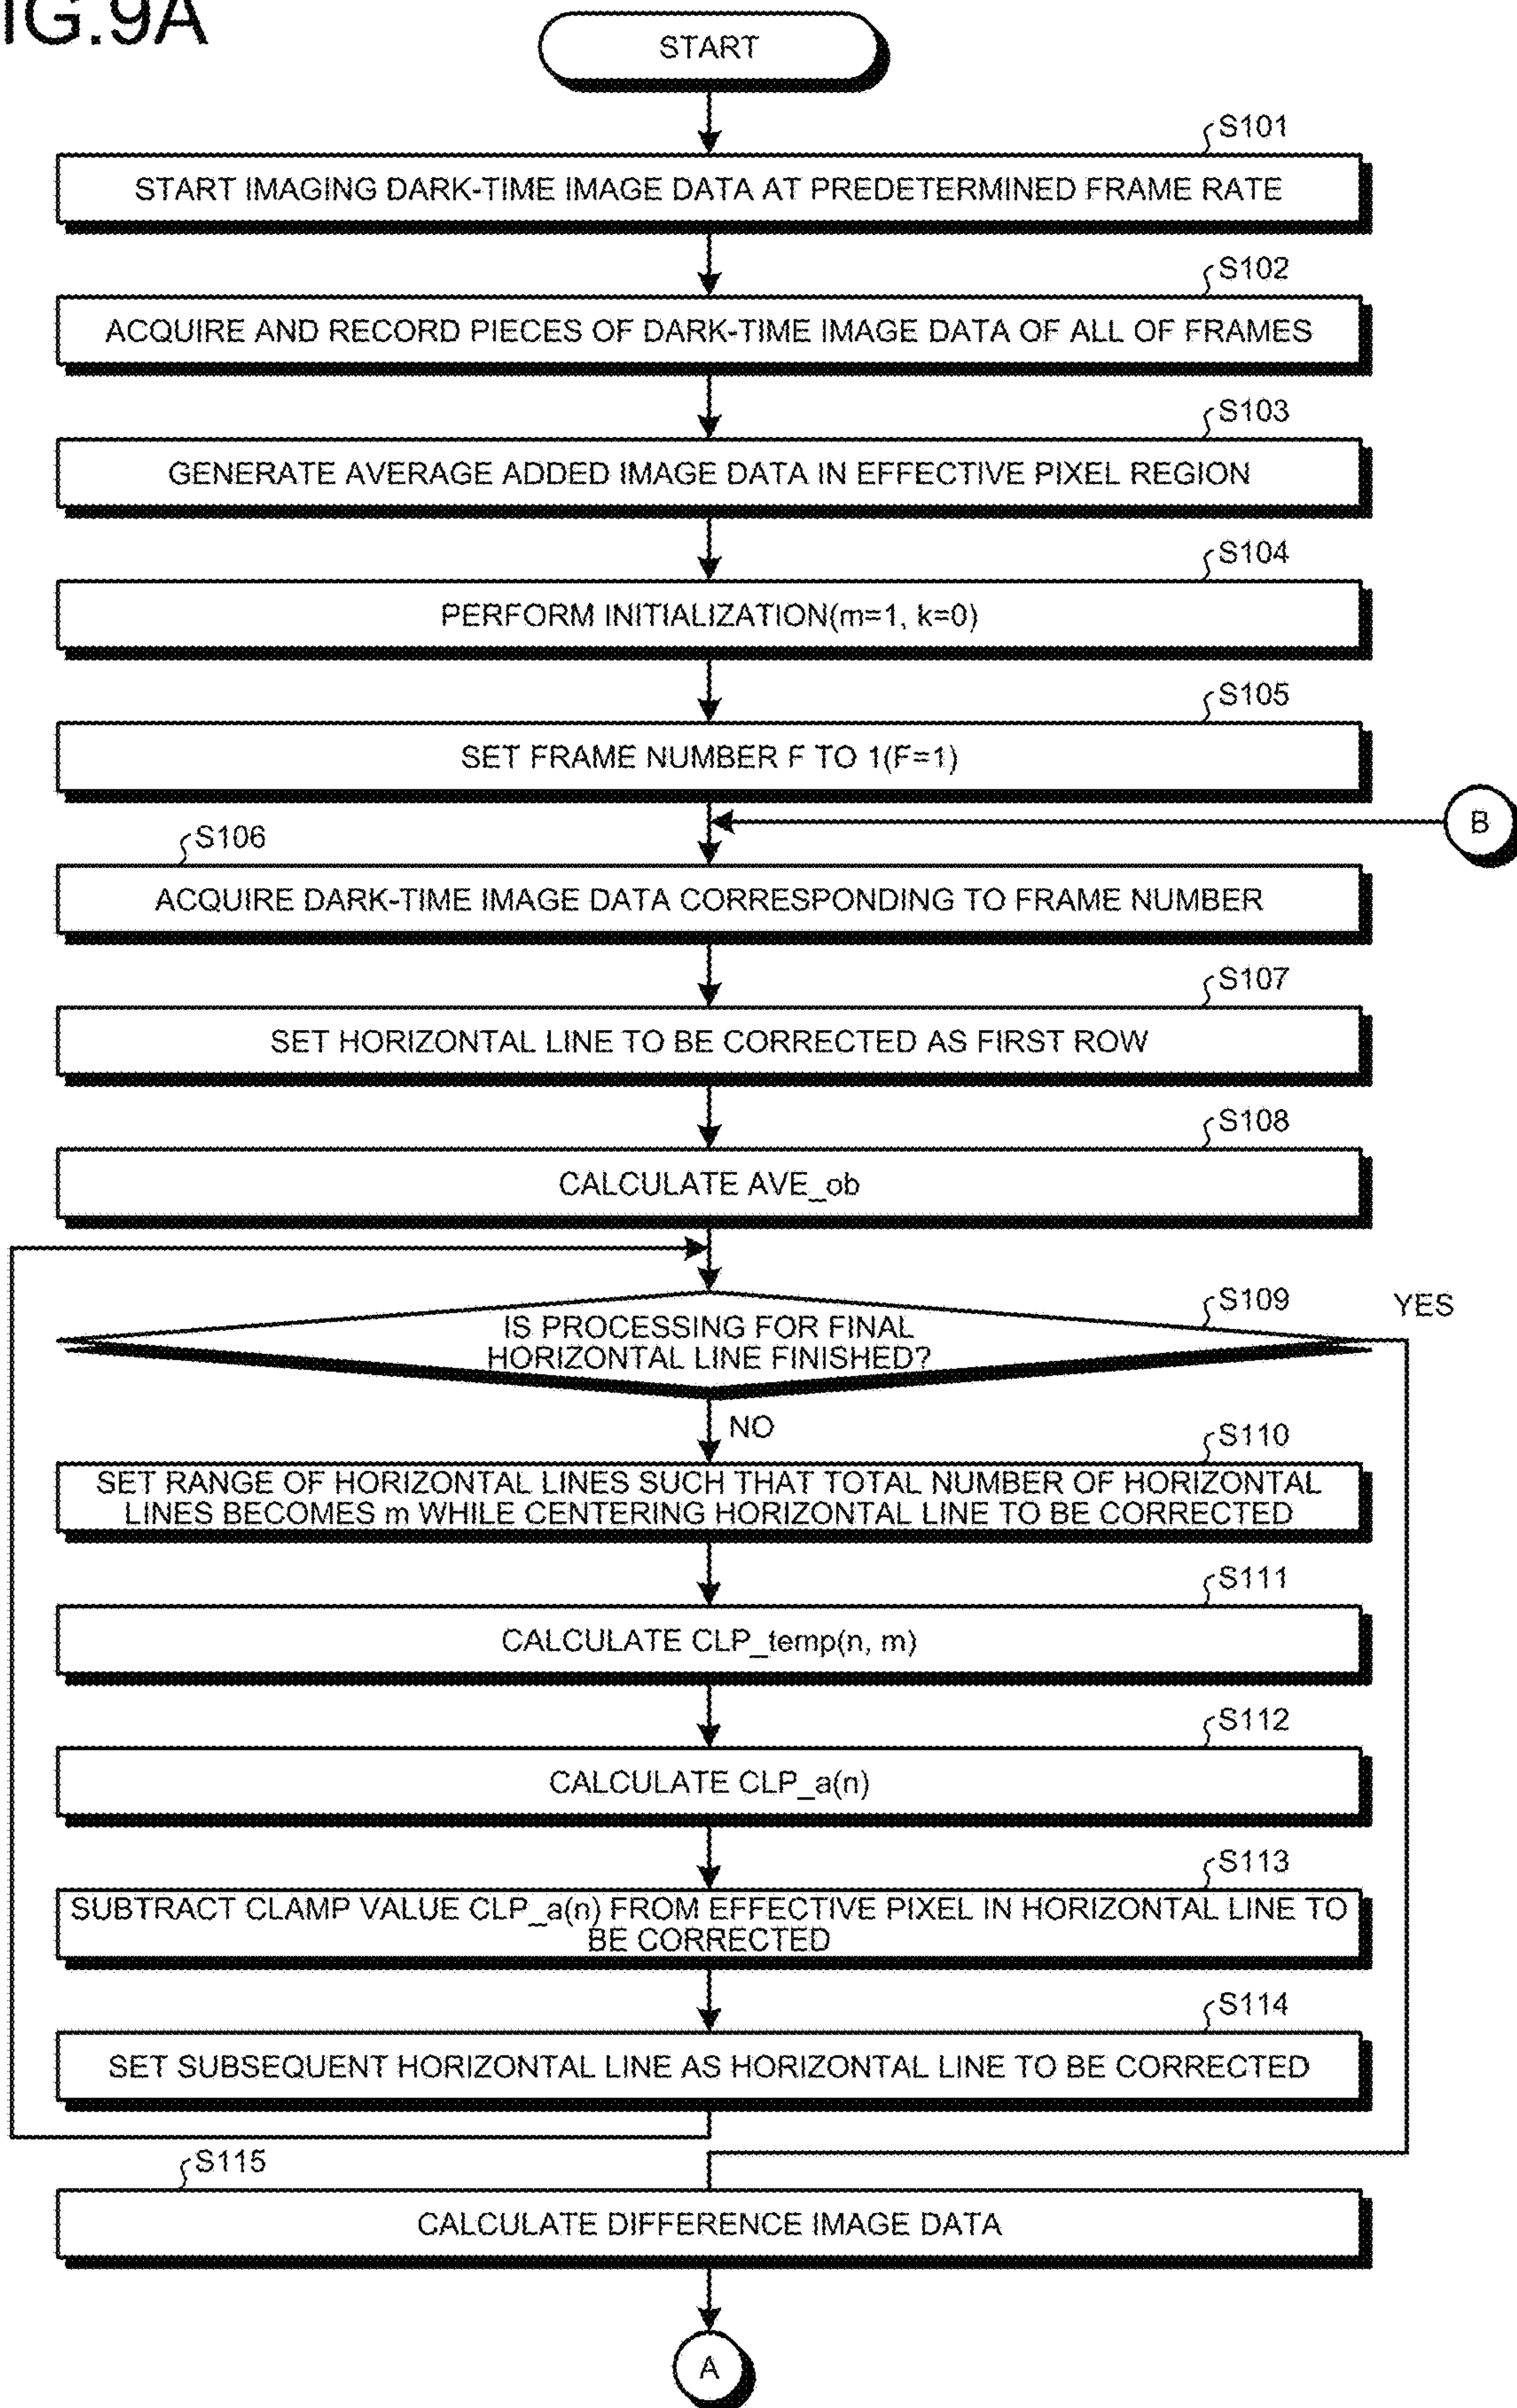 IG.9A
START
S101
START IMAGING DARK-TIME IMAGE DATA AT PREDETERMINED FRAME RATE
S102
ACQUIRE AND RECORD PIECES OF DARK-TIME IMAGE DATA OF ALL OF FRAMES
S103
GENERATE AVERAGE ADDED IMAGE DATA IN EFFECTIVE PIXEL REGION
S104
PERFORM INITIALIZATION(m=1, k=0)
S105
SET FRAME NUMBER F TO 1(F=1)
B
S106
ACQUIRE DARK-TIME IMAGE DATA CORRESPONDING TO FRAME NUMBER
S107
SET HORIZONTAL LINE TO BE CORRECTED AS FIRST ROW
S108
CALCULATE AVE_ob
S109
YES
IS PROCESSING FOR FINAL
HORIZONTAL LINE FINISHED?
NO
S110
SET RANGE OF HORIZONTAL LINES SUCH THAT TOTAL NUMBER OF HORIZONTAL
LINES BECOMES m WHILE CENTERING HORIZONTAL LINE TO BE CORRECTED
S111
CALCULATE CLP_temp(n, m)
S112
CALCULATE CLP_a(n)
S113
SUBTRACT CLAMP VALUE CLP_a(n) FROM EFFECTIVE PIXEL IN HORIZONTAL LINE TO
BE CORRECTED
S114
SET SUBSEQUENT HORIZONTAL LINE AS HORIZONTAL LINE TO BE CORRECTED
S115
CALCULATE DIFFERENCE IMAGE DATA
A